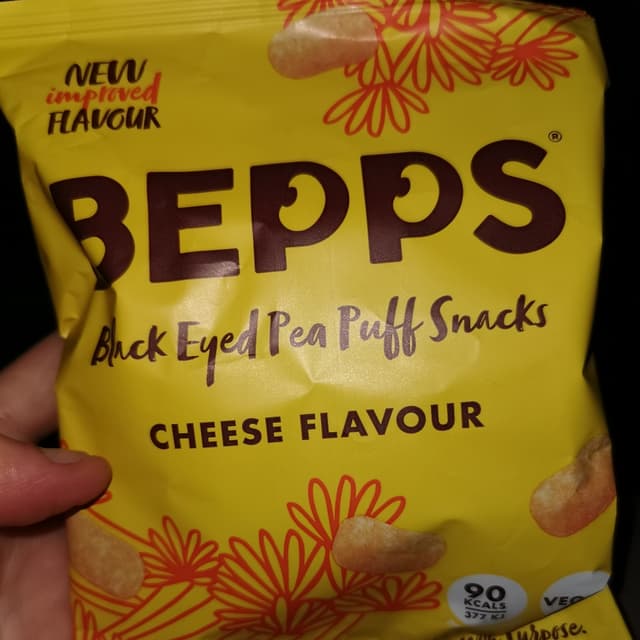 NEW
improved
FLAVOUR
BEPPS®
Black Eyed Pea Puff Snacks
CHEESE FLAVOUR
90
KCALS
377 KJ